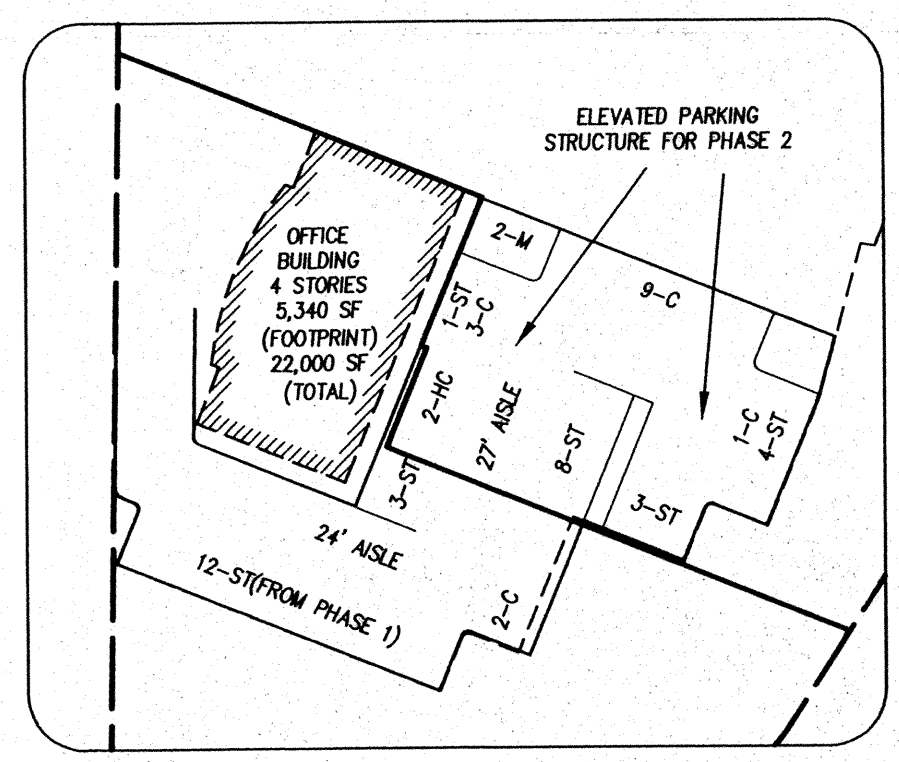 ELEVATED PARKING
STRUCTURE FOR PHASE 2
OFFICE
BUILDING
4 STORIES
5,340 SF
(FOOTPRINT)
22,000 SF
(TOTAL)
2-M
9-C
1-ST
3-C
2-HC
27' AISLE
8-ST
1-C
4-ST
3-ST
3-ST
24' AISLE
12-ST(FROM PHASE 1)
2-C